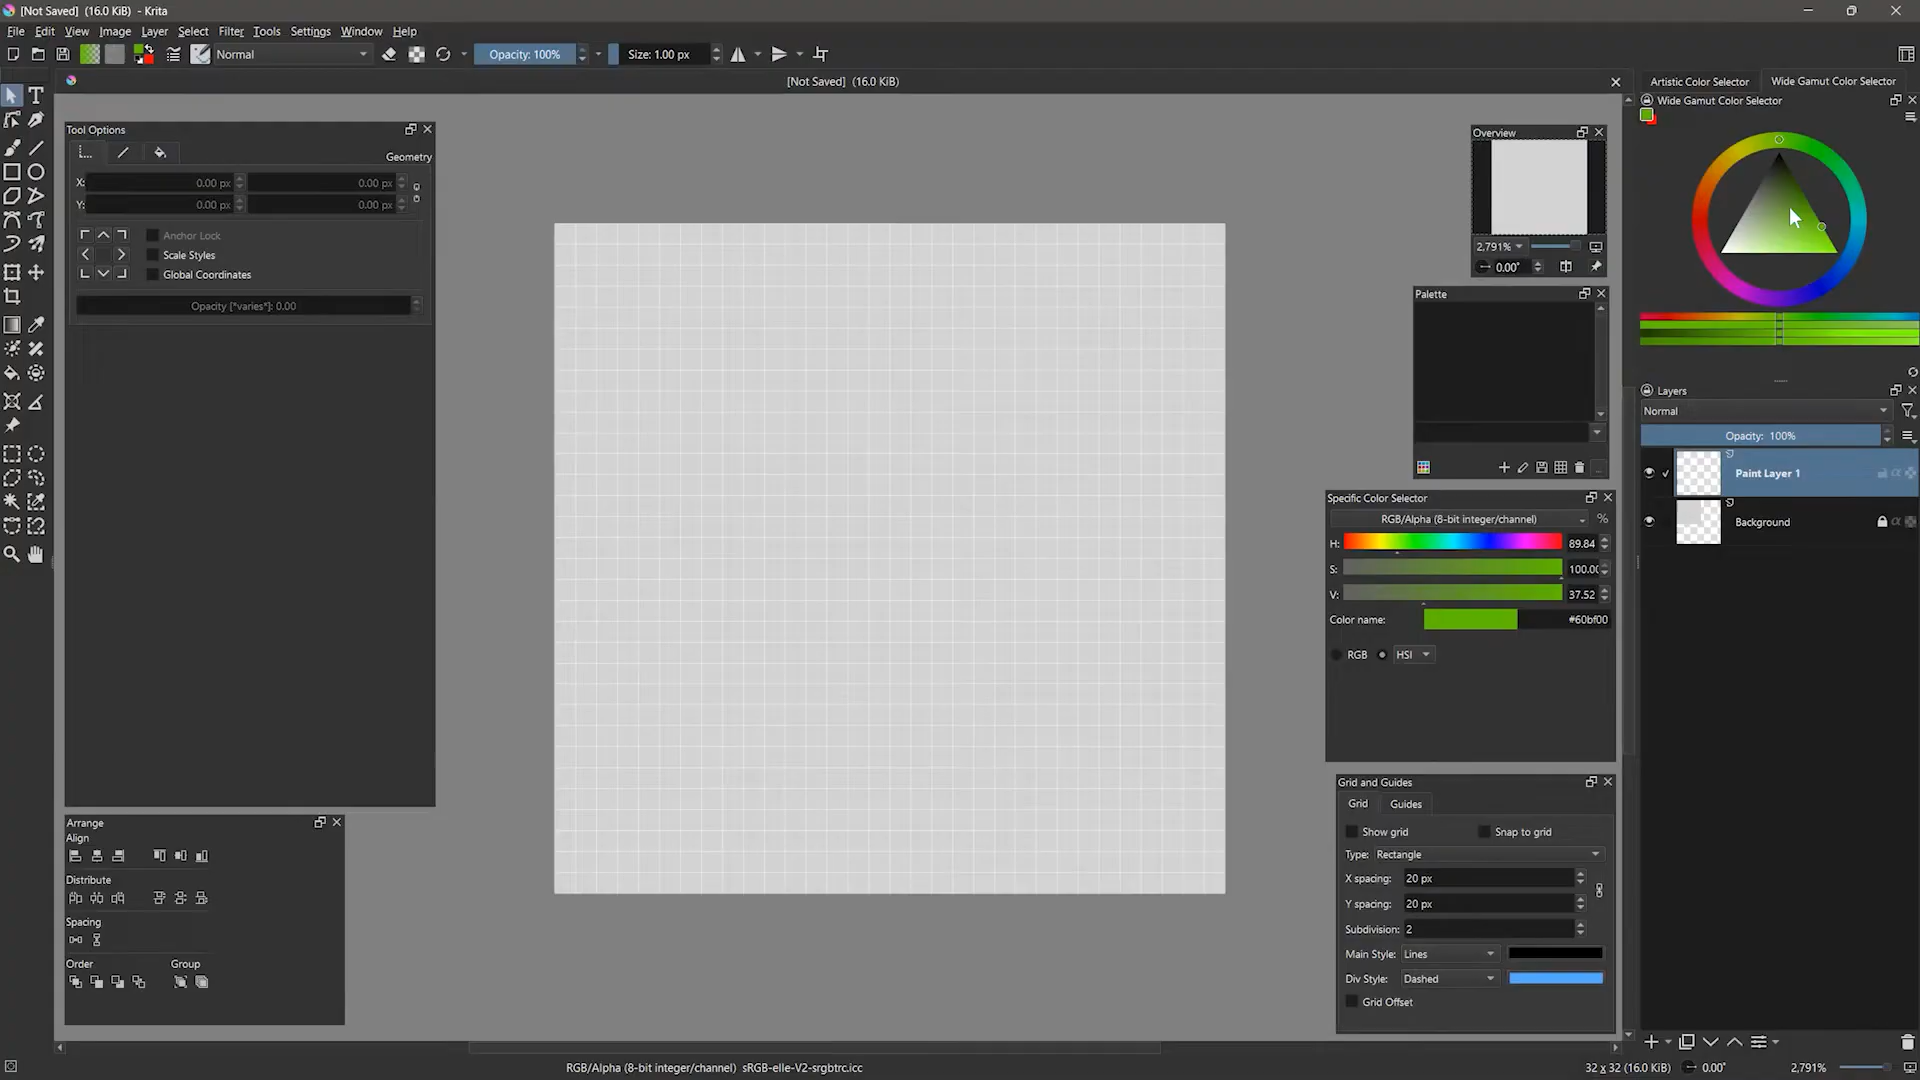 [Not Saved] (16.0 KiB) - Krita
File Edit View Image Layer Select Filter Tools Settings Window Help
Normal
Opacity: 100%
Size: 1.00 px
[Not Saved] (16.0 KiB)
Tool Options
Geometry
X: 0.00 px 0.00 px
Y: 0.00 px 0.00 px
Anchor Lock
Scale Styles
Global Coordinates
Opacity [*varies*]: 0.00
Arrange
Align
Distribute
Spacing
Order Group
Overview
2,791%
0.00°
Palette
Specific Color Selector
RGB/Alpha (8-bit integer/channel) %
H: 89.84
S: 100.00
V: 37.52
Color name: #60bf00
RGB HSI
Grid and Guides
Grid Guides
Show grid Snap to grid
Type: Rectangle
X spacing: 20 px
Y spacing: 20 px
Subdivision: 2
Main Style: Lines
Div Style: Dashed
Grid Offset
Artistic Color Selector Wide Gamut Color Selector
Wide Gamut Color Selector
Layers
Normal
Opacity: 100%
Paint Layer 1
Background
RGB/Alpha (8-bit integer/channel) sRGB-elle-V2-srgbtrc.icc
32 x 32 (16.0 KiB) 0.00° 2,791%